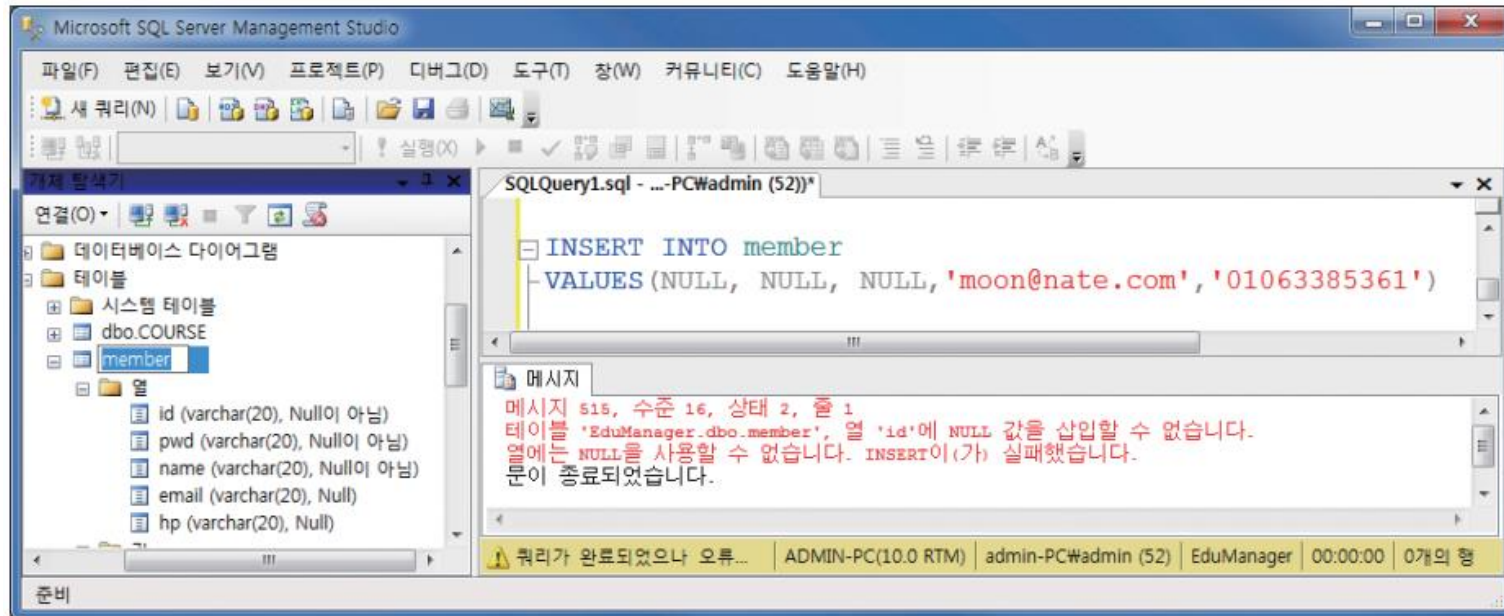 Microsoft SQL Server Management Studio
파일(F) 편집(E) 보기(V) 프로젝트(P) 디버그(D) 도구(T) 창(W) 커뮤니티(C) 도움말(H)
새 쿼리(N)
실행(X)
개체 탐색기
연결(O)
데이터베이스 다이어그램
테이블
시스템 테이블
dbo.COURSE
member
열
id (varchar(20), Null이 아님)
pwd (varchar(20), Null이 아님)
name (varchar(20), Null이 아님)
email (varchar(20), Null)
hp (varchar(20), Null)
SQLQuery1.sql - ...-PC₩admin (52))*
INSERT INTO member
VALUES(NULL, NULL, NULL,'moon@nate.com','01063385361')
메시지
메시지 515, 수준 16, 상태 2, 줄 1
테이블 'EduManager.dbo.member', 열 'id'에 NULL 값을 삽입할 수 없습니다.
열에는 NULL을 사용할 수 없습니다. INSERT이(가) 실패했습니다.
문이 종료되었습니다.
쿼리가 완료되었으나 오류... ADMIN-PC(10.0 RTM) admin-PC₩admin (52) EduManager 00:00:00 0개의 행
준비